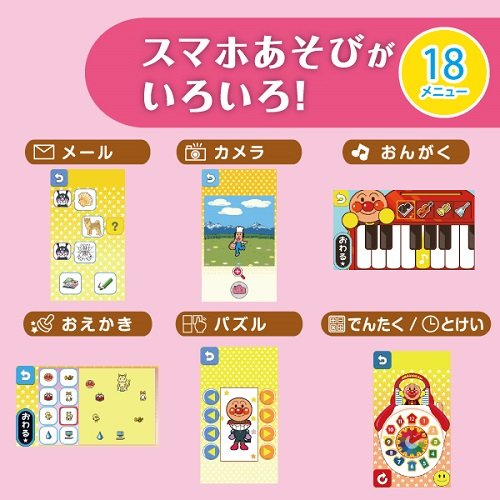 スマホあそびが
いろいろ!
18
メニュー
メール
カメラ
おんがく
?
おわる
おえかき
パズル
でんたく/とけい
おわる